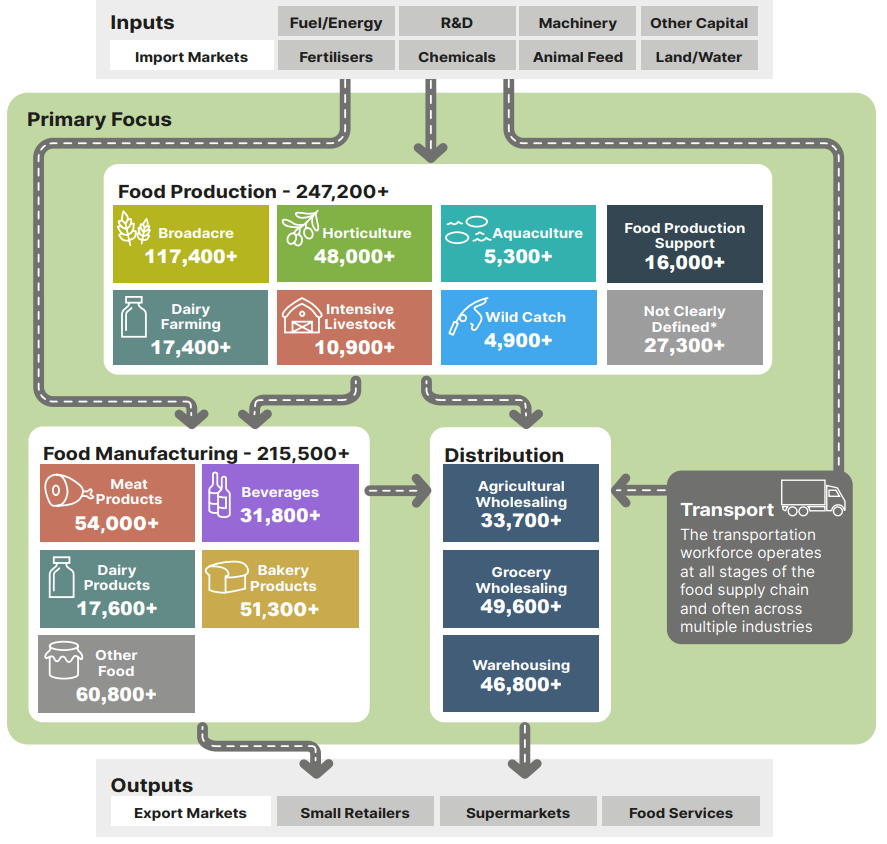 Inputs
Fuel/Energy
R&D
Machinery
Other Capital
Import Markets
Fertilisers
Chemicals
Animal Feed
Land/Water
Primary Focus
Food Production - 247,200+
Broadacre
117,400+
Horticulture
48,000+
Aquaculture
5,300+
Food Production
Support
16,000+
Dairy
Farming
17,400+
Intensive
Livestock
10,900+
Wild Catch
4,900+
Not Clearly
Defined*
27,300+
Food Manufacturing - 215,500+
Meat
Products
54,000+
Beverages
31,800+
Dairy
Products
17,600+
Bakery
Products
51,300+
Other
Food
60,800+
Distribution
Agricultural
Wholesaling
33,700+
Grocery
Wholesaling
49,600+
Warehousing
46,800+
Transport
The transportation
workforce operates
at all stages of the
food supply chain
and often across
multiple industries
Outputs
Export Markets
Small Retailers
Supermarkets
Food Services